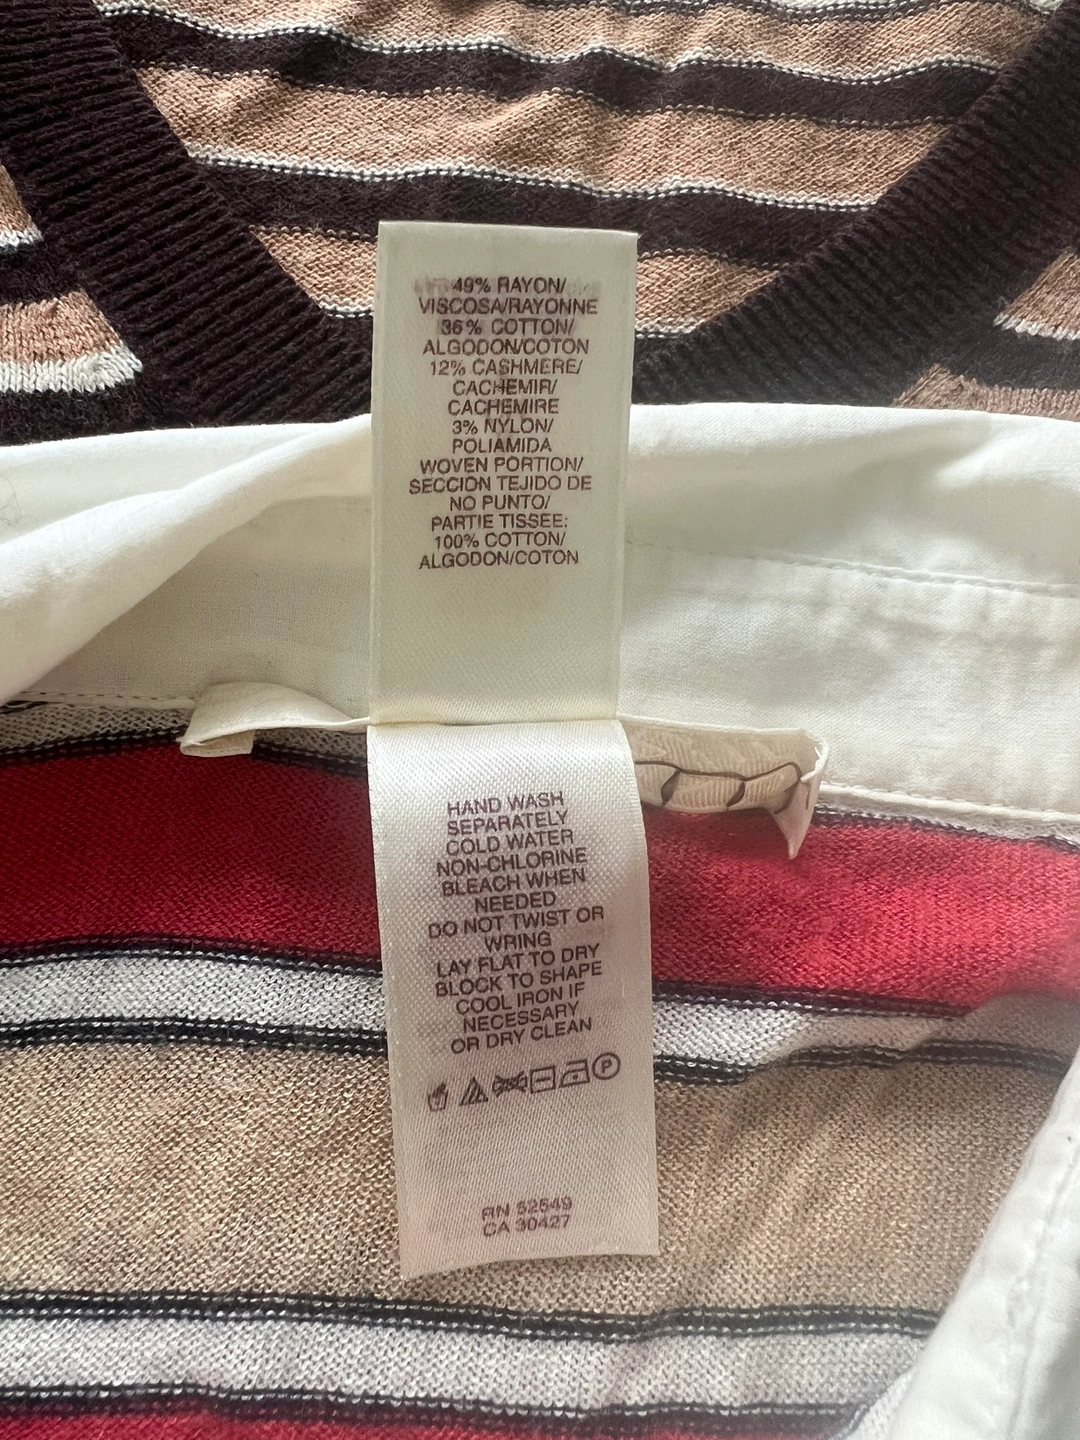 49% RAYON/
VISCOSA/RAYONNE
36% COTTON/
ALGODON/COTON
12% CASHMERE/
CACHEMIR/
CACHEMIRE
3% NYLON/
POLIAMIDA
WOVEN PORTION/
SECCION TEJIDO DE
NO PUNTO/
PARTIE TISSEE:
100% COTTON/
ALGODON/COTON
HAND WASH
SEPARATELY
COLD WATER
NON-CHLORINE
BLEACH WHEN
NEEDED
DO NOT TWIST OR
WRING
LAY FLAT TO DRY
BLOCK TO SHAPE
COOL IRON IF
NECESSARY
OR DRY CLEAN
P
RN 52549
CA 30427